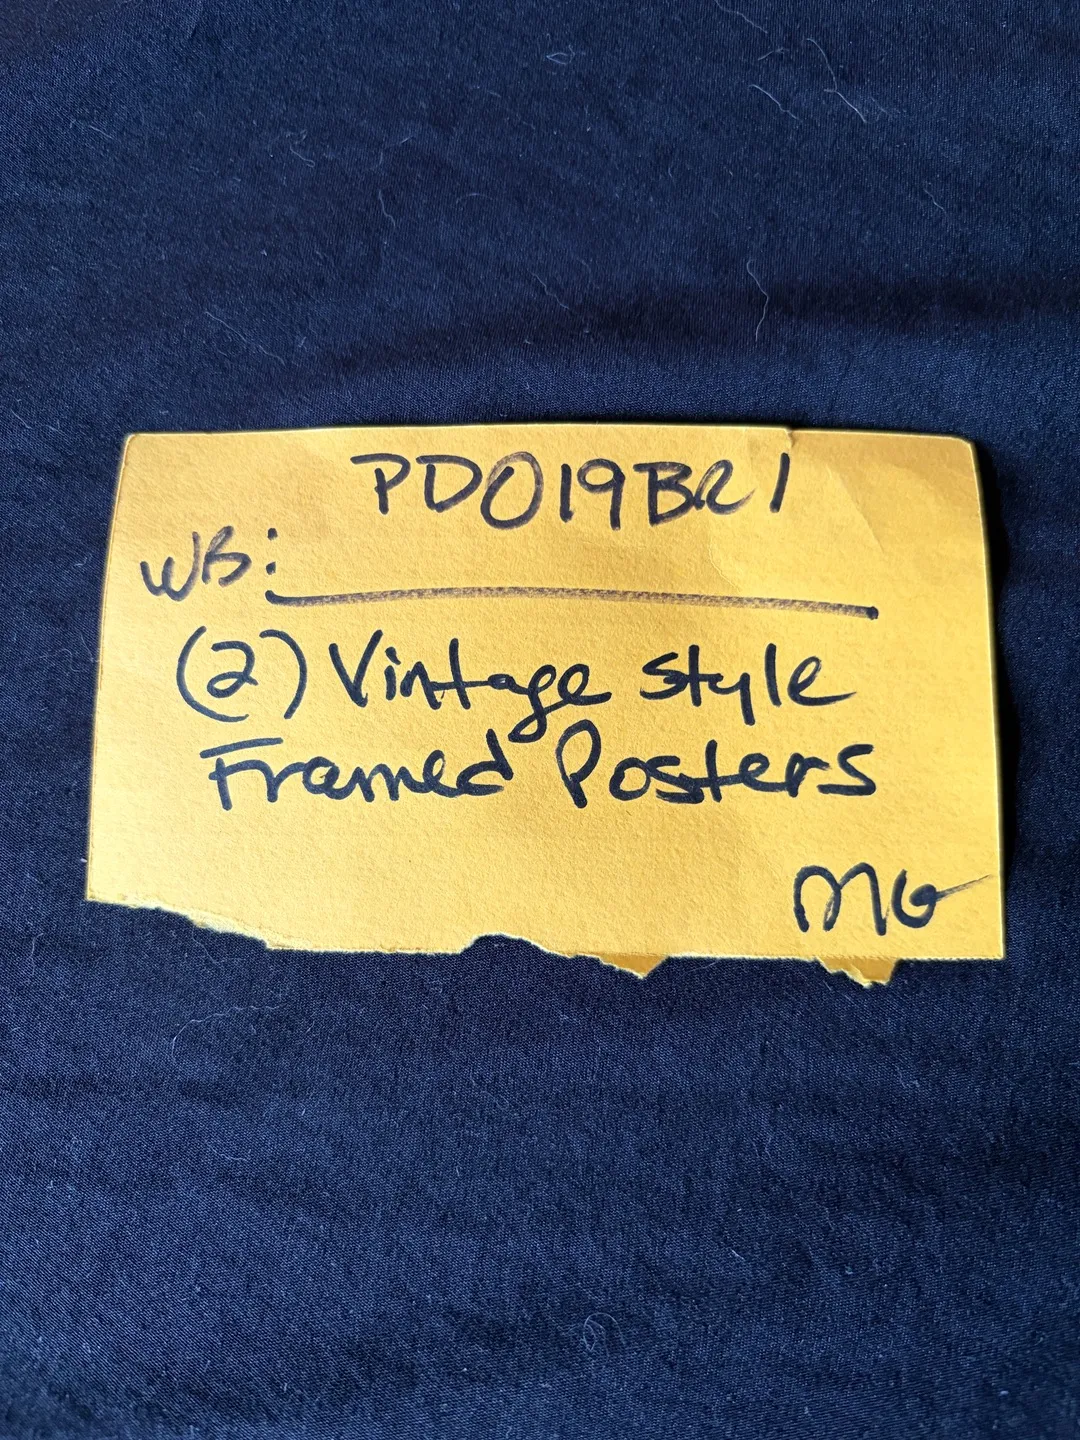 PD019BR1
WB:
(2) Vintage Style
Framed Posters
MG